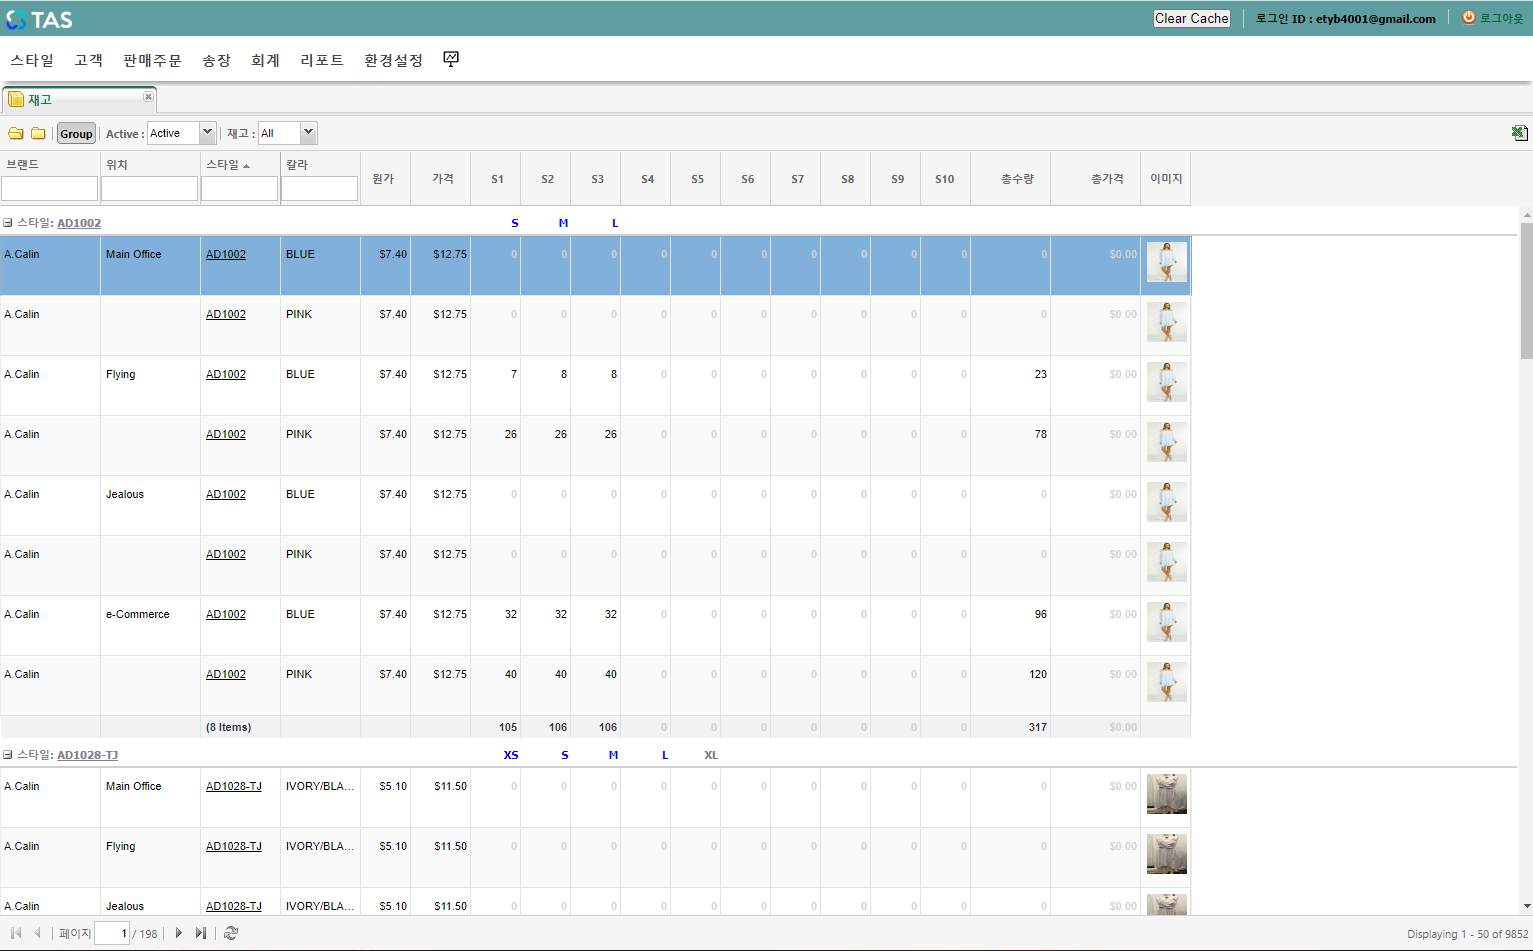 TAS
Clear Cache
로그인 ID : etyb4001@gmail.com
로그아웃
스타일 고객 판매주문 송장 회계 리포트 환경설정
재고
Group Active : Active 재고 : All
브랜드 위치 스타일 칼라 원가 가격 S1 S2 S3 S4 S5 S6 S7 S8 S9 S10 총수량 총가격 이미지
스타일: AD1002 S M L
A.Calin Main Office AD1002 BLUE $7.40 $12.75 0 0 0 0 0 0 0 0 0 0 0 $0.00
A.Calin AD1002 PINK $7.40 $12.75 0 0 0 0 0 0 0 0 0 0 0 $0.00
A.Calin Flying AD1002 BLUE $7.40 $12.75 7 8 8 0 0 0 0 0 0 0 23 $0.00
A.Calin AD1002 PINK $7.40 $12.75 26 26 26 0 0 0 0 0 0 0 78 $0.00
A.Calin Jealous AD1002 BLUE $7.40 $12.75 0 0 0 0 0 0 0 0 0 0 0 $0.00
A.Calin AD1002 PINK $7.40 $12.75 0 0 0 0 0 0 0 0 0 0 0 $0.00
A.Calin e-Commerce AD1002 BLUE $7.40 $12.75 32 32 32 0 0 0 0 0 0 0 96 $0.00
A.Calin AD1002 PINK $7.40 $12.75 40 40 40 0 0 0 0 0 0 0 120 $0.00
(8 Items) 105 106 106 0 0 0 0 0 0 0 317 $0.00
스타일: AD1028-TJ XS S M L XL
A.Calin Main Office AD1028-TJ IVORY/BLA... $5.10 $11.50 0 0 0 0 0 0 0 0 0 0 0 $0.00
A.Calin Flying AD1028-TJ IVORY/BLA... $5.10 $11.50 0 0 0 0 0 0 0 0 0 0 0 $0.00
A.Calin Jealous AD1028-TJ IVORY/BLA... $5.10 $11.50 0 0 0 0 0 0 0 0 0 0 0 $0.00
페이지 1 / 198
Displaying 1 - 50 of 9852